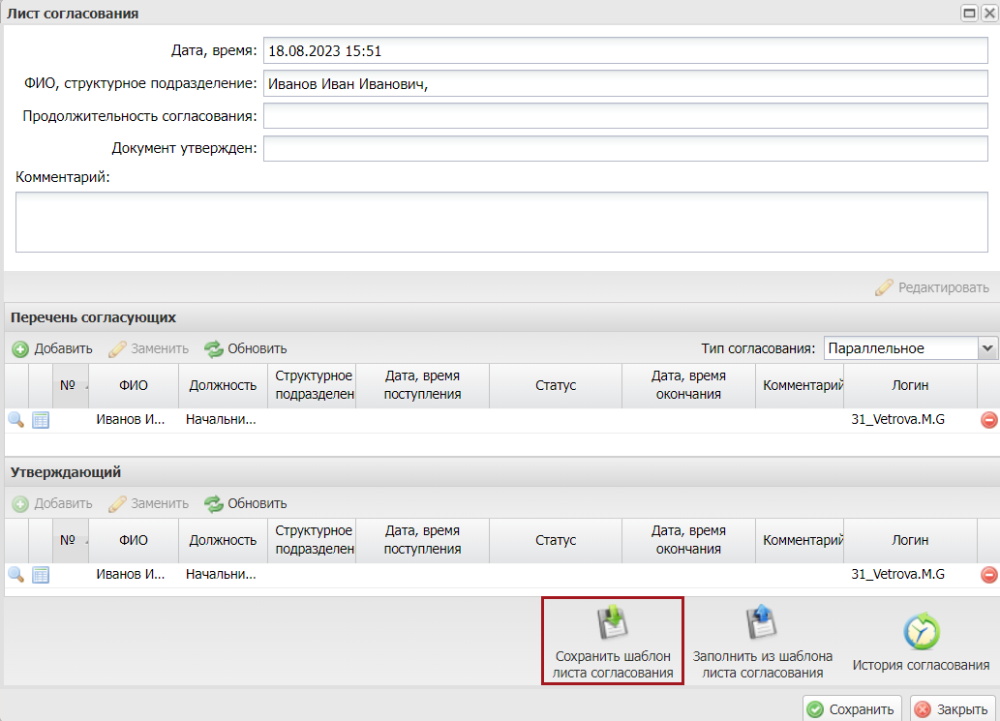 Лист согласования
Дата, время: 18.08.2023 15:51
ФИО, структурное подразделение: Иванов Иван Иванович,
Продолжительность согласования:
Документ утвержден:
Комментарий:
Редактировать
Перечень согласующих
Добавить Заменить Обновить Тип согласования: Параллельное
№ ФИО Должность Структурное подразделен Дата, время поступления Статус Дата, время окончания Комментарий Логин
Иванов И... Начальни... 31_Vetrova.M.G
Утверждающий
Добавить Заменить Обновить
№ ФИО Должность Структурное подразделен Дата, время поступления Статус Дата, время окончания Комментарий Логин
Иванов И... Начальни... 31_Vetrova.M.G
Сохранить шаблон
листа согласования
Заполнить из шаблона
листа согласования
История согласования
Сохранить Закрыть